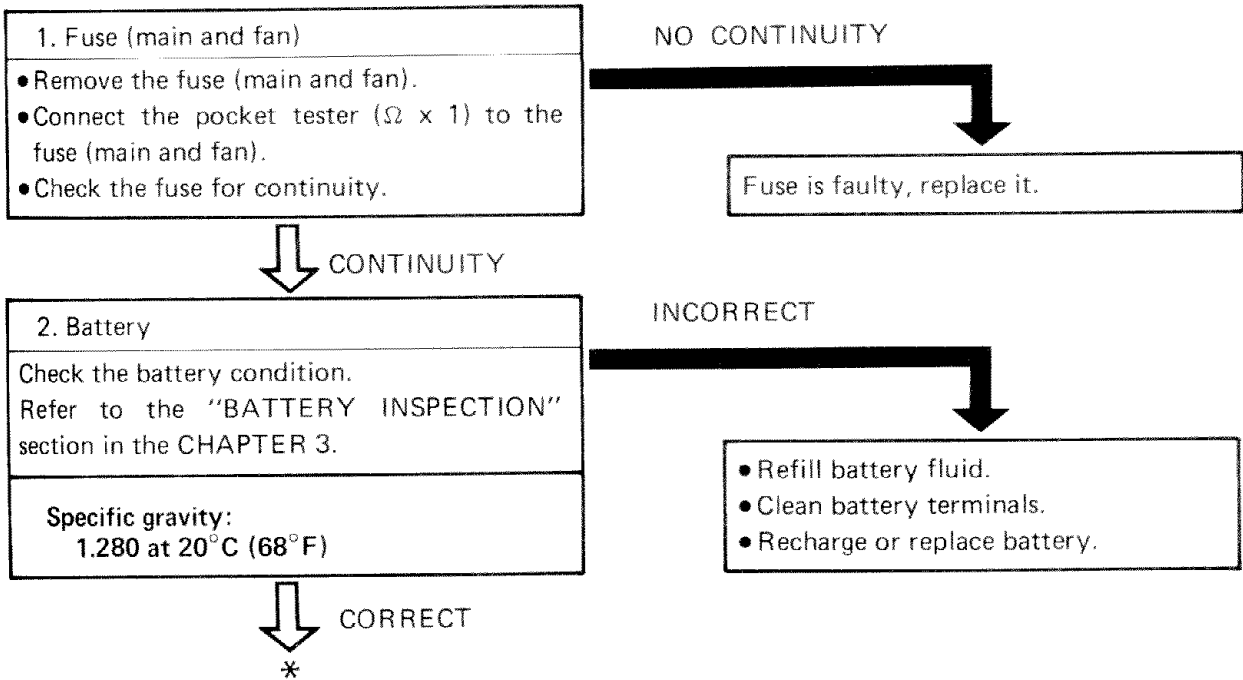 1. Fuse (main and fan)
• Remove the fuse (main and fan).
• Connect the pocket tester (Ω x 1) to the
fuse (main and fan).
• Check the fuse for continuity.
NO CONTINUITY
Fuse is faulty, replace it.
CONTINUITY
2. Battery
Check the battery condition.
Refer to the "BATTERY INSPECTION"
section in the CHAPTER 3.
Specific gravity:
1.280 at 20°C (68°F)
INCORRECT
• Refill battery fluid.
• Clean battery terminals.
• Recharge or replace battery.
CORRECT
*